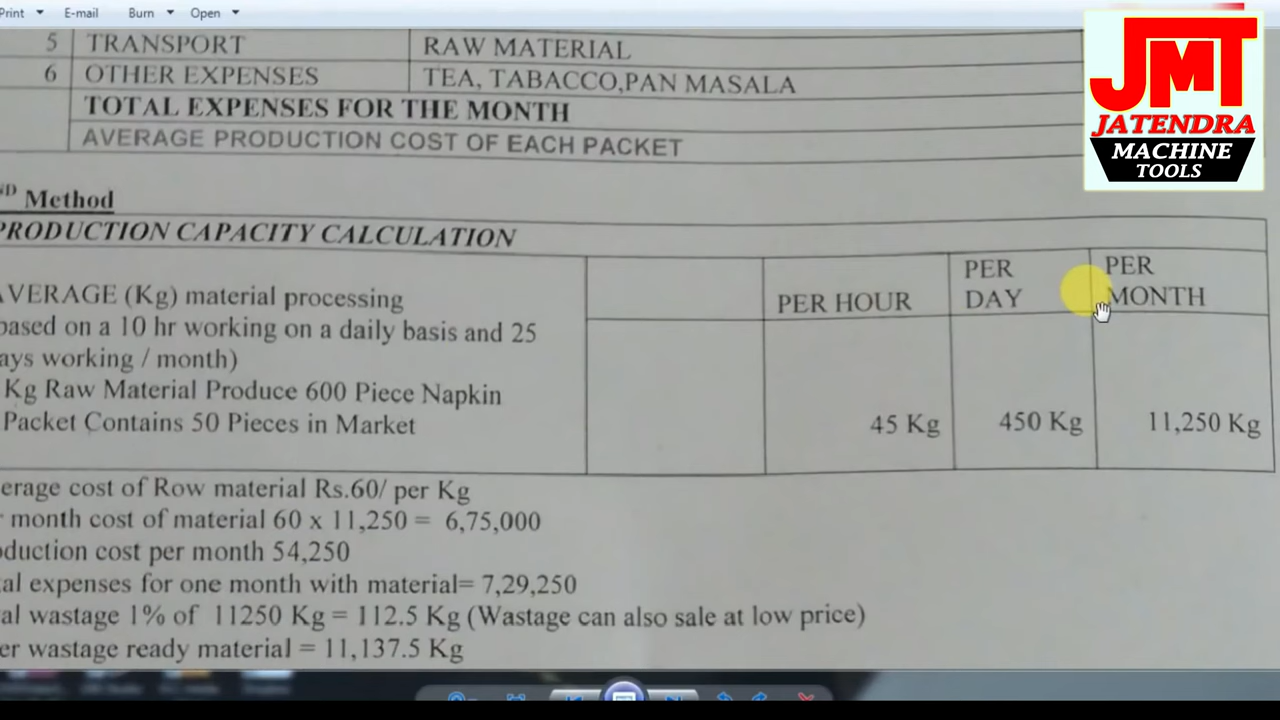 Print E-mail Burn Open
5 TRANSPORT RAW MATERIAL
6 OTHER EXPENSES TEA, TABACCO,PAN MASALA
TOTAL EXPENSES FOR THE MONTH
AVERAGE PRODUCTION COST OF EACH PACKET
JMT
JATENDRA
MACHINE
TOOLS
ND Method
PRODUCTION CAPACITY CALCULATION
PER HOUR PER DAY PER MONTH
AVERAGE (Kg) material processing
based on a 10 hr working on a daily basis and 25
ays working / month)
Kg Raw Material Produce 600 Piece Napkin
Packet Contains 50 Pieces in Market 45 Kg 450 Kg 11,250 Kg
erage cost of Row material Rs.60/ per Kg
r month cost of material 60 x 11,250 = 6,75,000
oduction cost per month 54,250
tal expenses for one month with material= 7,29,250
tal wastage 1% of 11250 Kg = 112.5 Kg (Wastage can also sale at low price)
er wastage ready material = 11,137.5 Kg